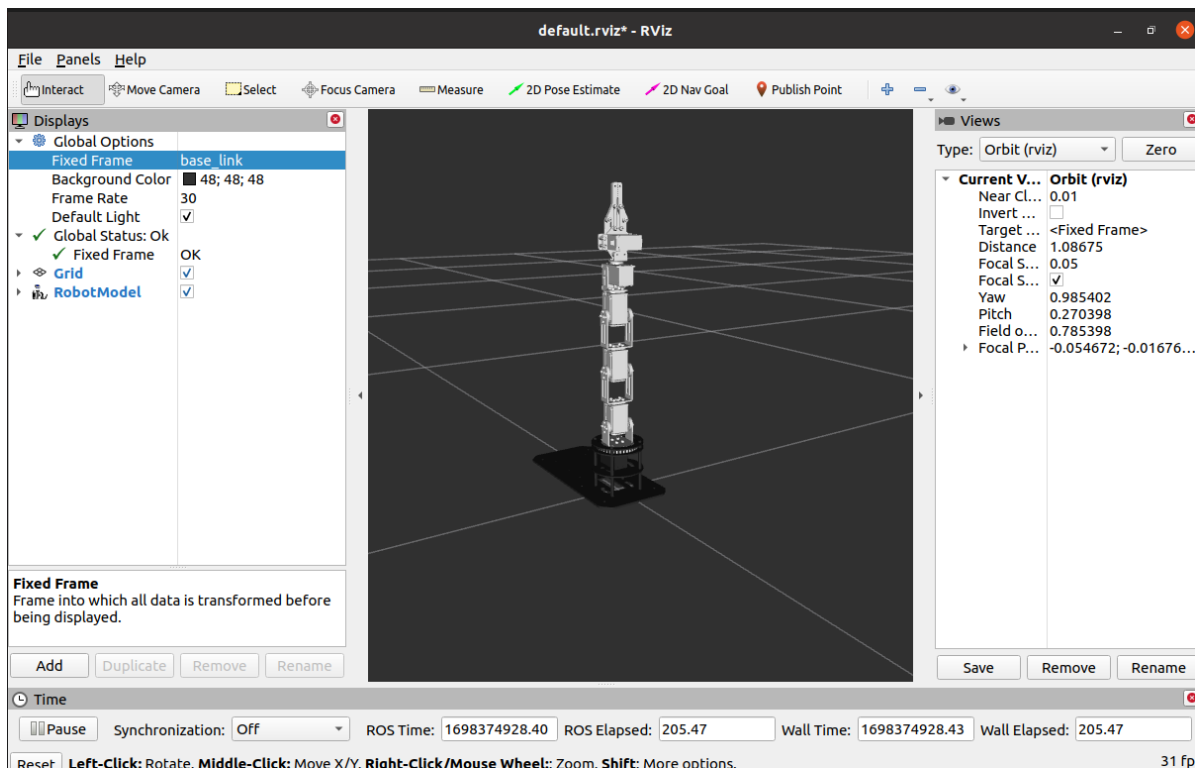 default.rviz* - RViz
File Panels Help
Interact Move Camera Select Focus Camera Measure 2D Pose Estimate 2D Nav Goal Publish Point
Displays
Global Options
Fixed Frame base_link
Background Color 48; 48; 48
Frame Rate 30
Default Light
Global Status: Ok
Fixed Frame OK
Grid
RobotModel
Fixed Frame
Frame into which all data is transformed before
being displayed.
Add Duplicate Remove Rename
Views
Type: Orbit (rviz) Zero
Current V... Orbit (rviz)
Near Cl... 0.01
Invert ...
Target ... <Fixed Frame>
Distance 1.08675
Focal S... 0.05
Focal S...
Yaw 0.985402
Pitch 0.270398
Field o... 0.785398
Focal P... -0.054672; -0.01676...
Save Remove Rename
Time
Pause Synchronization: Off ROS Time: 1698374928.40 ROS Elapsed: 205.47 Wall Time: 1698374928.43 Wall Elapsed: 205.47
Reset Left-Click: Rotate. Middle-Click: Move X/Y. Right-Click/Mouse Wheel:: Zoom. Shift: More options. 31 fp